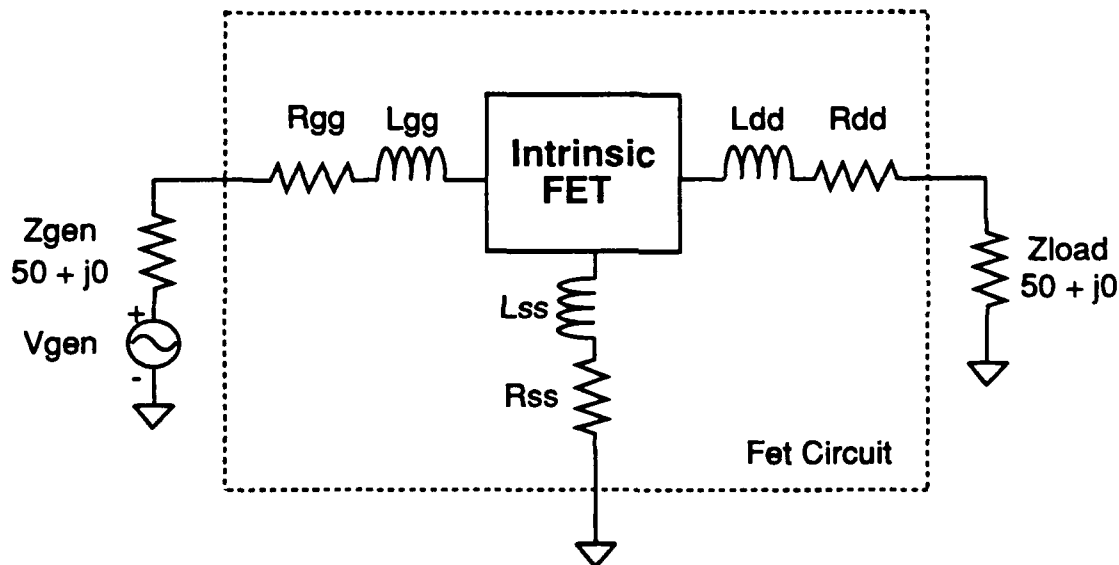 Rgg
Lgg
Intrinsic
FET
Ldd
Rdd
Zgen
50 + j0
+
Vgen
-
Lss
Rss
Zload
50 + j0
Fet Circuit